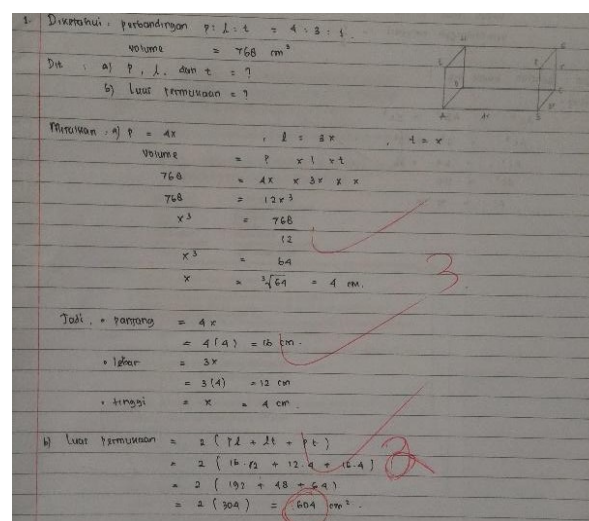 1. Diketahui : perbandingan p : l : t = 4 : 3 : 1
volume = 768 cm³
Dit : a) p, l, dan t = ?
b) Luas permukaan = ?
Misalkan : a) p = 4x , l = 3x , t = x
Volume = p x l x t
768 = 4x x 3x x x
768 = 12x³
x³ = 768
12
x³ = 64
x = ³√64 = 4 cm.
3
Jadi, • panjang = 4x
= 4(4) = 16 cm.
• lebar = 3x
= 3(4) = 12 cm
• tinggi = x = 4 cm.
b) Luas permukaan = 2 ( pl + lt + pt )
= 2 ( 16.12 + 12.4 + 16.4 )
= 2 ( 192 + 48 + 64 )
= 2 ( 304 ) = 604 cm².